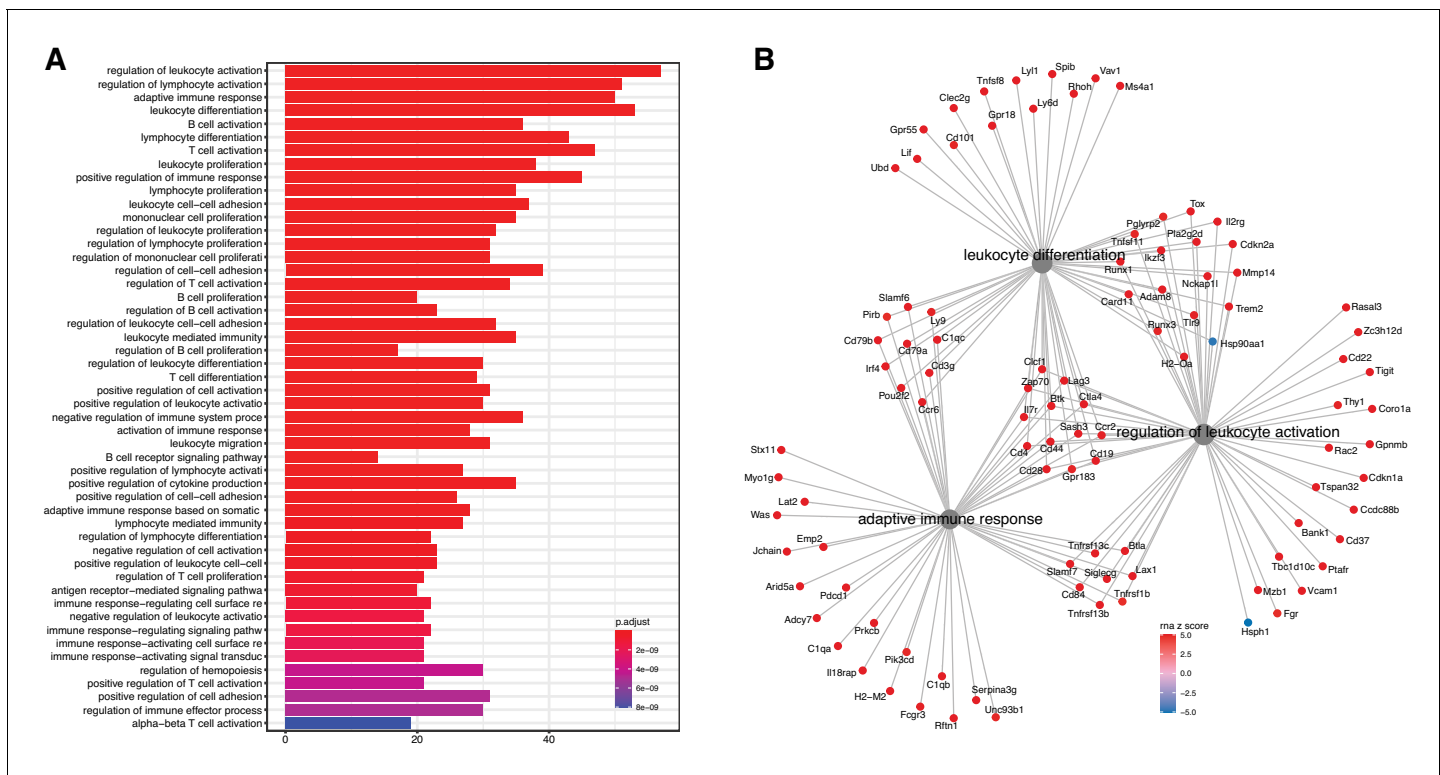 A
regulation of leukocyte activation
regulation of lymphocyte activation
adaptive immune response
leukocyte differentiation
B cell activation
lymphocyte differentiation
T cell activation
leukocyte proliferation
positive regulation of immune response
lymphocyte proliferation
leukocyte cell−cell adhesion
mononuclear cell proliferation
regulation of leukocyte proliferation
regulation of lymphocyte proliferation
regulation of mononuclear cell proliferati
regulation of cell−cell adhesion
regulation of T cell activation
B cell proliferation
regulation of B cell activation
regulation of leukocyte cell−cell adhesion
leukocyte mediated immunity
regulation of B cell proliferation
regulation of leukocyte differentiation
T cell differentiation
positive regulation of cell activation
positive regulation of leukocyte activatio
negative regulation of immune system proce
activation of immune response
leukocyte migration
B cell receptor signaling pathway
positive regulation of lymphocyte activati
positive regulation of cytokine production
positive regulation of cell−cell adhesion
adaptive immune response based on somatic
lymphocyte mediated immunity
regulation of lymphocyte differentiation
negative regulation of cell activation
positive regulation of leukocyte cell−cell
regulation of T cell proliferation
antigen receptor−mediated signaling pathwa
immune response−regulating cell surface re
negative regulation of leukocyte activatio
immune response−regulating signaling pathw
immune response−activating cell surface re
immune response−activating signal transduc
regulation of hemopoiesis
positive regulation of T cell activation
positive regulation of cell adhesion
regulation of immune effector process
alpha−beta T cell activation
0
20
40
p.adjust
2e−09
4e−09
6e−09
8e−09
B
Lyl1
Spib
Vav1
Tnfsf8
Rhoh
Ms4a1
Clec2g
Ly6d
Gpr18
Gpr55
Cd101
Lif
Ubd
Tox
Pglyrp2
Il2rg
Tnfsf11
Pla2g2d
Cdkn2a
leukocyte differentiation
Ikzf3
Runx1
Mmp14
Nckap1l
Card11
Adam8
Trem2
Runx3
Tlr9
Hsp90aa1
H2−Oa
Slamf6
Pirb
Ly9
Cd79b
Cd79a
C1qc
Irf4
Cd3g
Pou2f2
Ccr6
Clcf1
Zap70
Lag3
Btk
Ctla4
Il7r
Sash3
Ccr2
Cd4
Cd44
Cd19
Cd28
Gpr183
regulation of leukocyte activation
Rasal3
Zc3h12d
Cd22
Tigit
Thy1
Coro1a
Rac2
Gpnmb
Cdkn1a
Tspan32
Ccdc88b
Bank1
Cd37
Tbc1d10c
Ptafr
Mzb1
Vcam1
Fgr
Hsph1
Stx11
Myo1g
Lat2
Was
adaptive immune response
Emp2
Jchain
Arid5a
Pdcd1
Adcy7
Prkcb
C1qa
Pik3cd
Il18rap
C1qb
H2−M2
Serpina3g
Fcgr3
Unc93b1
Rftn1
Tnfrsf13c
Btla
Slamf7
Siglecg
Lax1
Cd84
Tnfrsf1b
Tnfrsf13b
rna z score
5.0
2.5
0.0
−2.5
−5.0